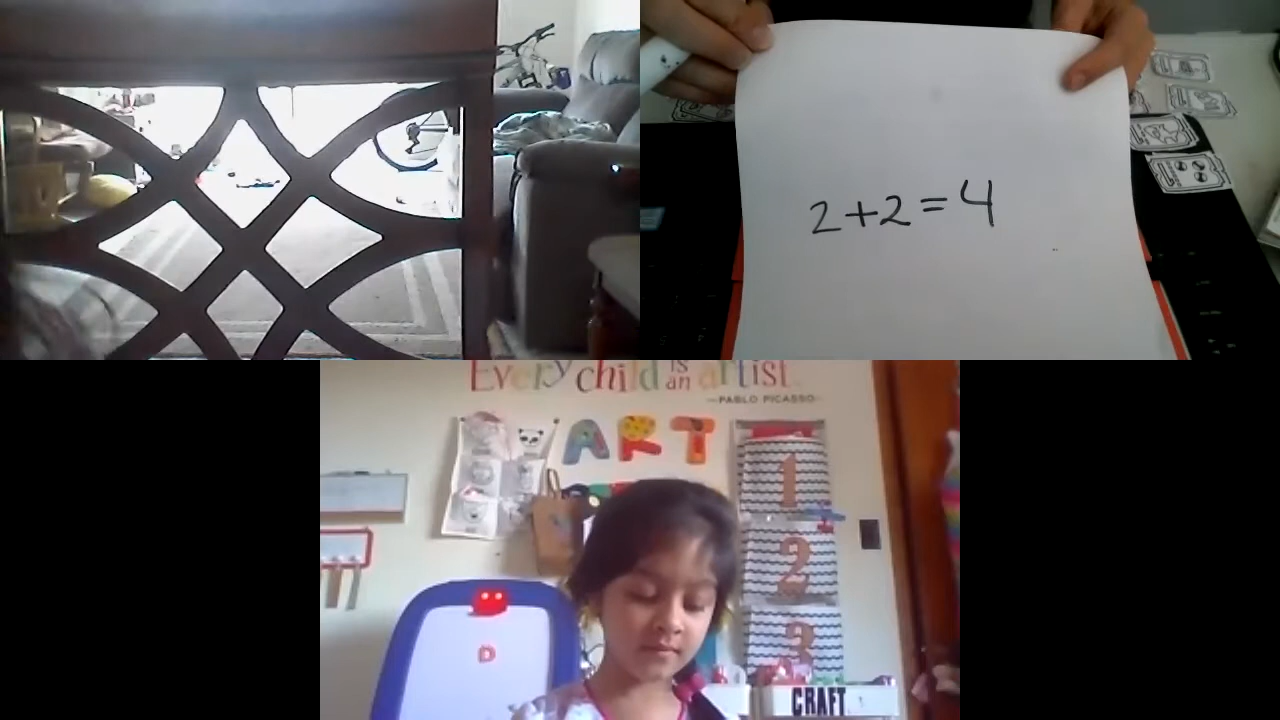 2+2=4
Every child is an artist.
—PABLO PICASSO
ART
1
2
3
D
CRAFT